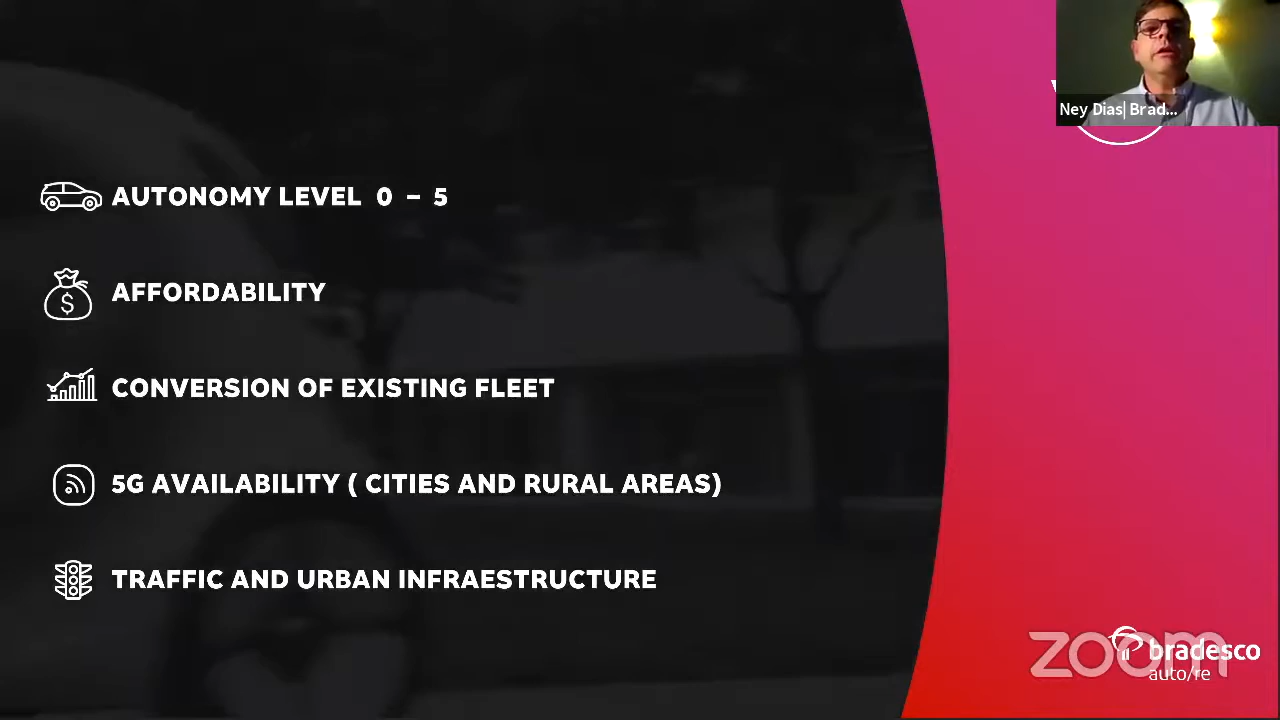 Ney Dias| Brad...
AUTONOMY LEVEL 0 – 5
AFFORDABILITY
$
CONVERSION OF EXISTING FLEET
5G AVAILABILITY ( CITIES AND RURAL AREAS)
TRAFFIC AND URBAN INFRAESTRUCTURE
zoom
bradesco
auto/re